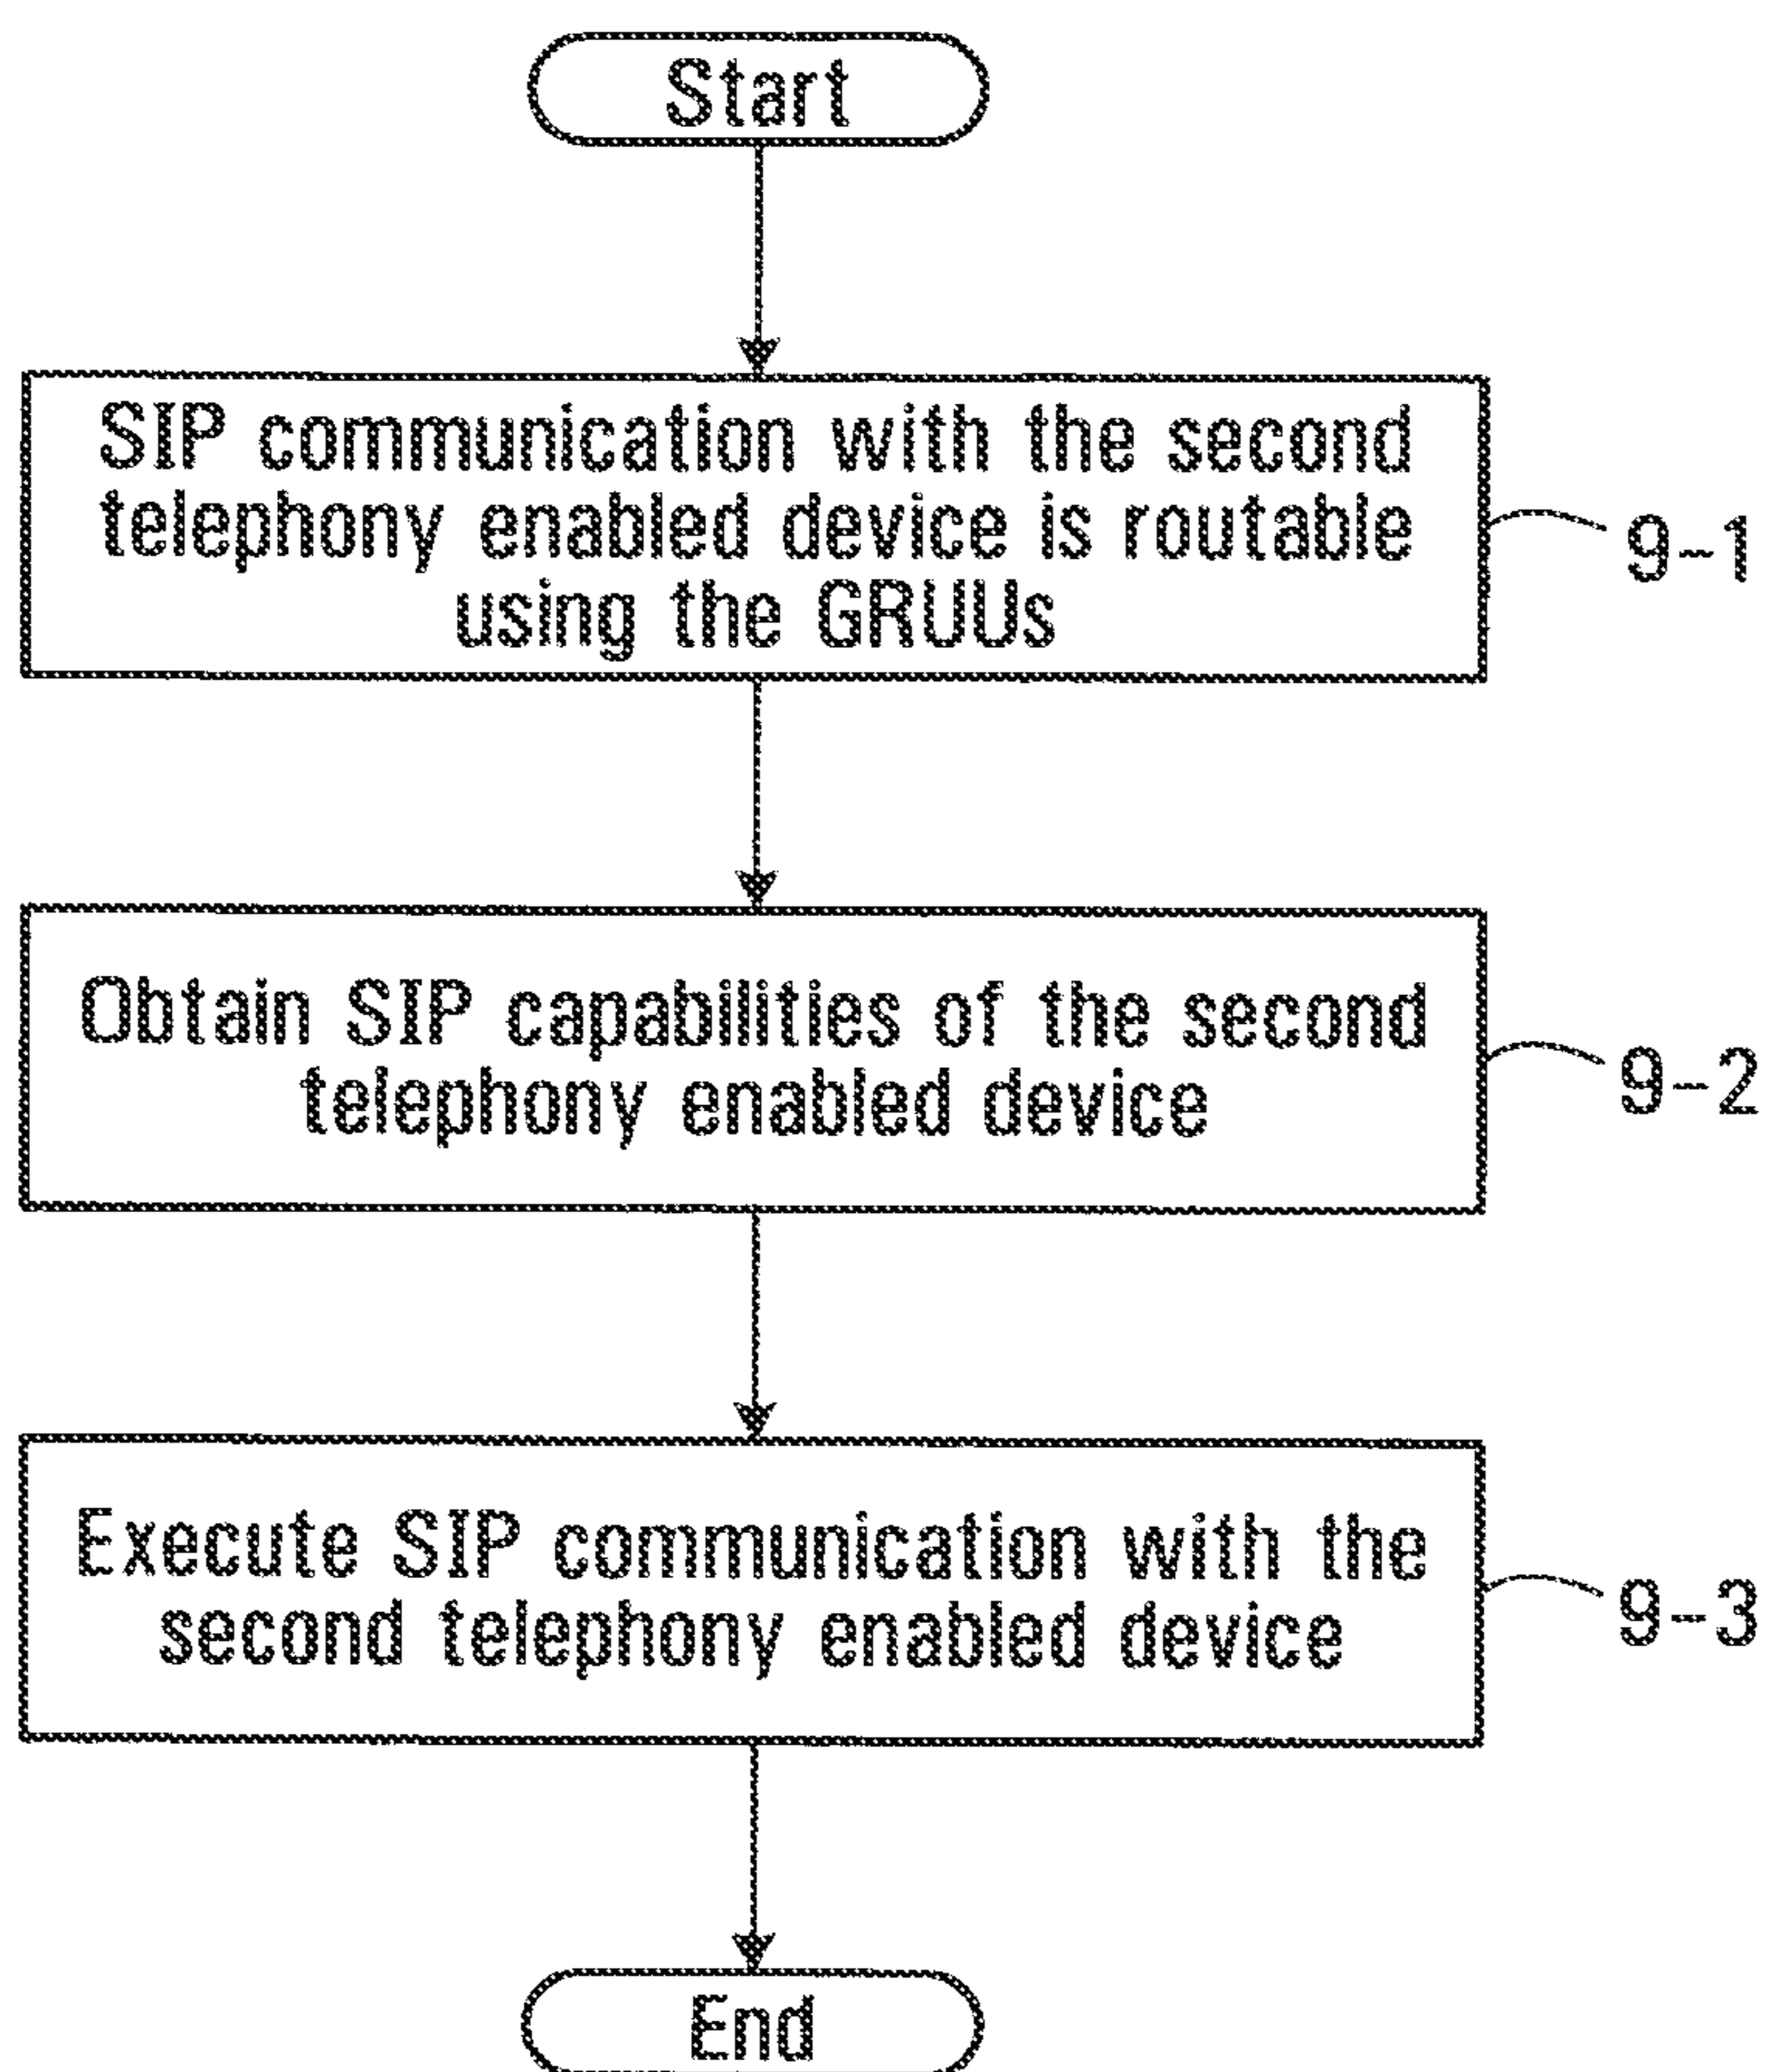 Start
SIP communication with the second
telephony enabled device is routable
using the GRUUs
9-1
Obtain SIP capabilities of the second
telephony enabled device
9-2
Execute SIP communication with the
second telephony enabled device
9-3
End